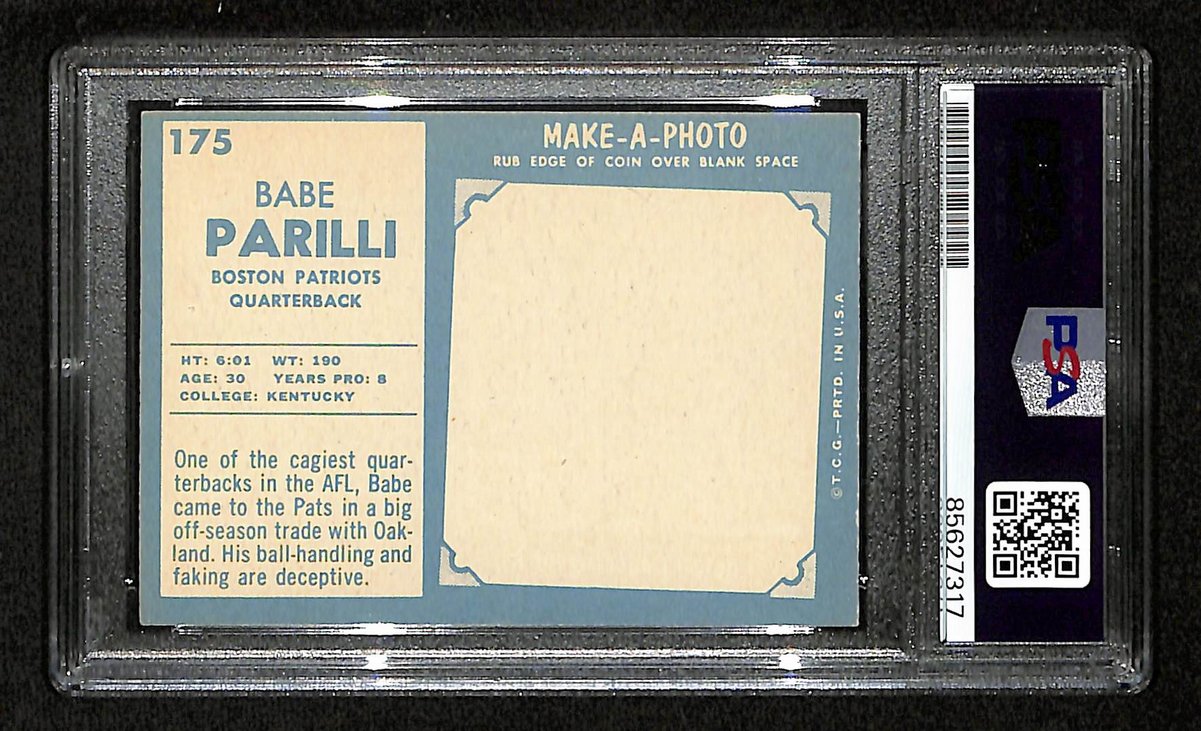 175
BABE
PARILLI
BOSTON PATRIOTS
QUARTERBACK
HT: 6:01 WT: 190
AGE: 30 YEARS PRO: 8
COLLEGE: KENTUCKY
One of the cagiest quar-
terbacks in the AFL, Babe
came to the Pats in a big
off-season trade with Oak-
land. His ball-handling and
faking are deceptive.
MAKE-A-PHOTO
RUB EDGE OF COIN OVER BLANK SPACE
©T.C.G.—PRTD. IN U.S.A.
PSA
85627317